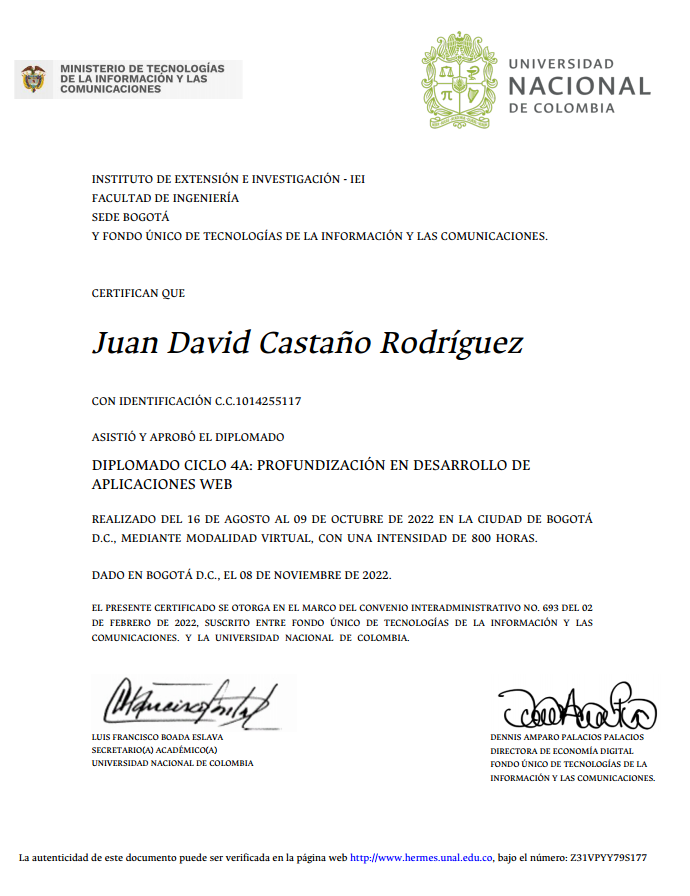 MINISTERIO DE TECNOLOGÍAS
DE LA INFORMACIÓN Y LAS
COMUNICACIONES
UNIVERSIDAD
NACIONAL
DE COLOMBIA
INSTITUTO DE EXTENSIÓN E INVESTIGACIÓN - IEI
FACULTAD DE INGENIERÍA
SEDE BOGOTÁ
Y FONDO ÚNICO DE TECNOLOGÍAS DE LA INFORMACIÓN Y LAS COMUNICACIONES.
CERTIFICAN QUE
Juan David Castaño Rodríguez
CON IDENTIFICACIÓN C.C.1014255117
ASISTIÓ Y APROBÓ EL DIPLOMADO
DIPLOMADO CICLO 4A: PROFUNDIZACIÓN EN DESARROLLO DE
APLICACIONES WEB
REALIZADO DEL 16 DE AGOSTO AL 09 DE OCTUBRE DE 2022 EN LA CIUDAD DE BOGOTÁ
D.C., MEDIANTE MODALIDAD VIRTUAL, CON UNA INTENSIDAD DE 800 HORAS.
DADO EN BOGOTÁ D.C., EL 08 DE NOVIEMBRE DE 2022.
EL PRESENTE CERTIFICADO SE OTORGA EN EL MARCO DEL CONVENIO INTERADMINISTRATIVO NO. 693 DEL 02
DE FEBRERO DE 2022, SUSCRITO ENTRE FONDO ÚNICO DE TECNOLOGÍAS DE LA INFORMACIÓN Y LAS
COMUNICACIONES. Y LA UNIVERSIDAD NACIONAL DE COLOMBIA.
LUIS FRANCISCO BOADA ESLAVA
SECRETARIO(A) ACADÉMICO(A)
UNIVERSIDAD NACIONAL DE COLOMBIA
DENNIS AMPARO PALACIOS PALACIOS
DIRECTORA DE ECONOMÍA DIGITAL
FONDO ÚNICO DE TECNOLOGÍAS DE LA
INFORMACIÓN Y LAS COMUNICACIONES.
La autenticidad de este documento puede ser verificada en la página web http://www.hermes.unal.edu.co, bajo el número: Z31VPYY79S177